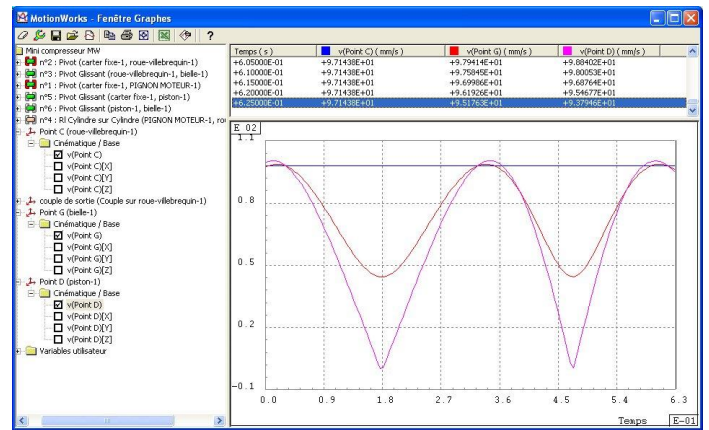 MotionWorks - Fenêtre Graphes
?
Mini compresseur MW
n°2 : Pivot (carter fixe-1, roue-villebrequin-1)
n°3 : Pivot Glissant (roue-villebrequin-1, bielle-1)
n°1 : Pivot (carter fixe-1, PIGNON MOTEUR-1)
n°5 : Pivot Glissant (carter fixe-1, piston-1)
n°6 : Pivot Glissant (piston-1, bielle-1)
n°4 : Rl Cylindre sur Cylindre (PIGNON MOTEUR-1, rou
Point C (roue-villebrequin-1)
Cinématique / Base
v(Point C)
v(Point C)[X]
v(Point C)[Y]
v(Point C)[Z]
couple de sortie (Couple sur roue-villebrequin-1)
Point G (bielle-1)
Cinématique / Base
v(Point G)
v(Point G)[X]
v(Point G)[Y]
v(Point G)[Z]
Point D (piston-1)
Cinématique / Base
v(Point D)
v(Point D)[X]
v(Point D)[Y]
v(Point D)[Z]
Variables utilisateur
Temps ( s ) v(Point C) ( mm/s ) v(Point G) ( mm/s ) v(Point D) ( mm/s )
+6.05000E-01 +9.71438E+01 +9.79414E+01 +9.88402E+01
+6.10000E-01 +9.71438E+01 +9.75845E+01 +9.80053E+01
+6.15000E-01 +9.71438E+01 +9.69986E+01 +9.68764E+01
+6.20000E-01 +9.71438E+01 +9.61926E+01 +9.54677E+01
+6.25000E-01 +9.71438E+01 +9.51763E+01 +9.37946E+01
E 02
1.1
0.8
0.5
0.2
-0.1
0.0 0.9 1.8 2.7 3.6 4.5 5.4 6.3
Temps E-01